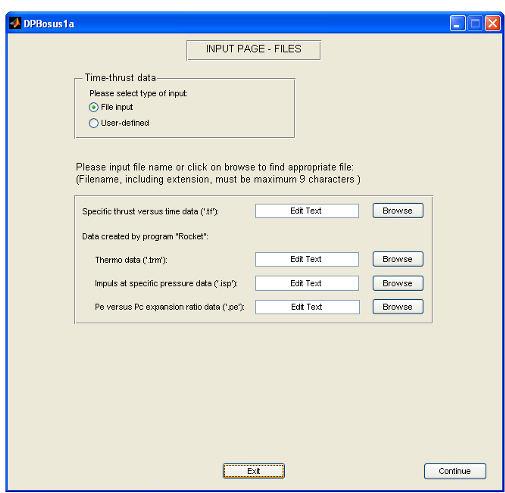 DPBosus1a
INPUT PAGE - FILES
Time-thrust data
Please select type of input:
File input
User-defined
Please input file name or click on browse to find appropriate file:
(Filename, including extension, must be maximum 9 characters )
Specific thrust versus time data ('.tf'): Edit Text Browse
Data created by program "Rocket":
Thermo data ('.trm'): Edit Text Browse
Impuls at specific pressure data ('.isp'): Edit Text Browse
Pe versus Pc expansion ratio data ('.pe'): Edit Text Browse
Exit Continue